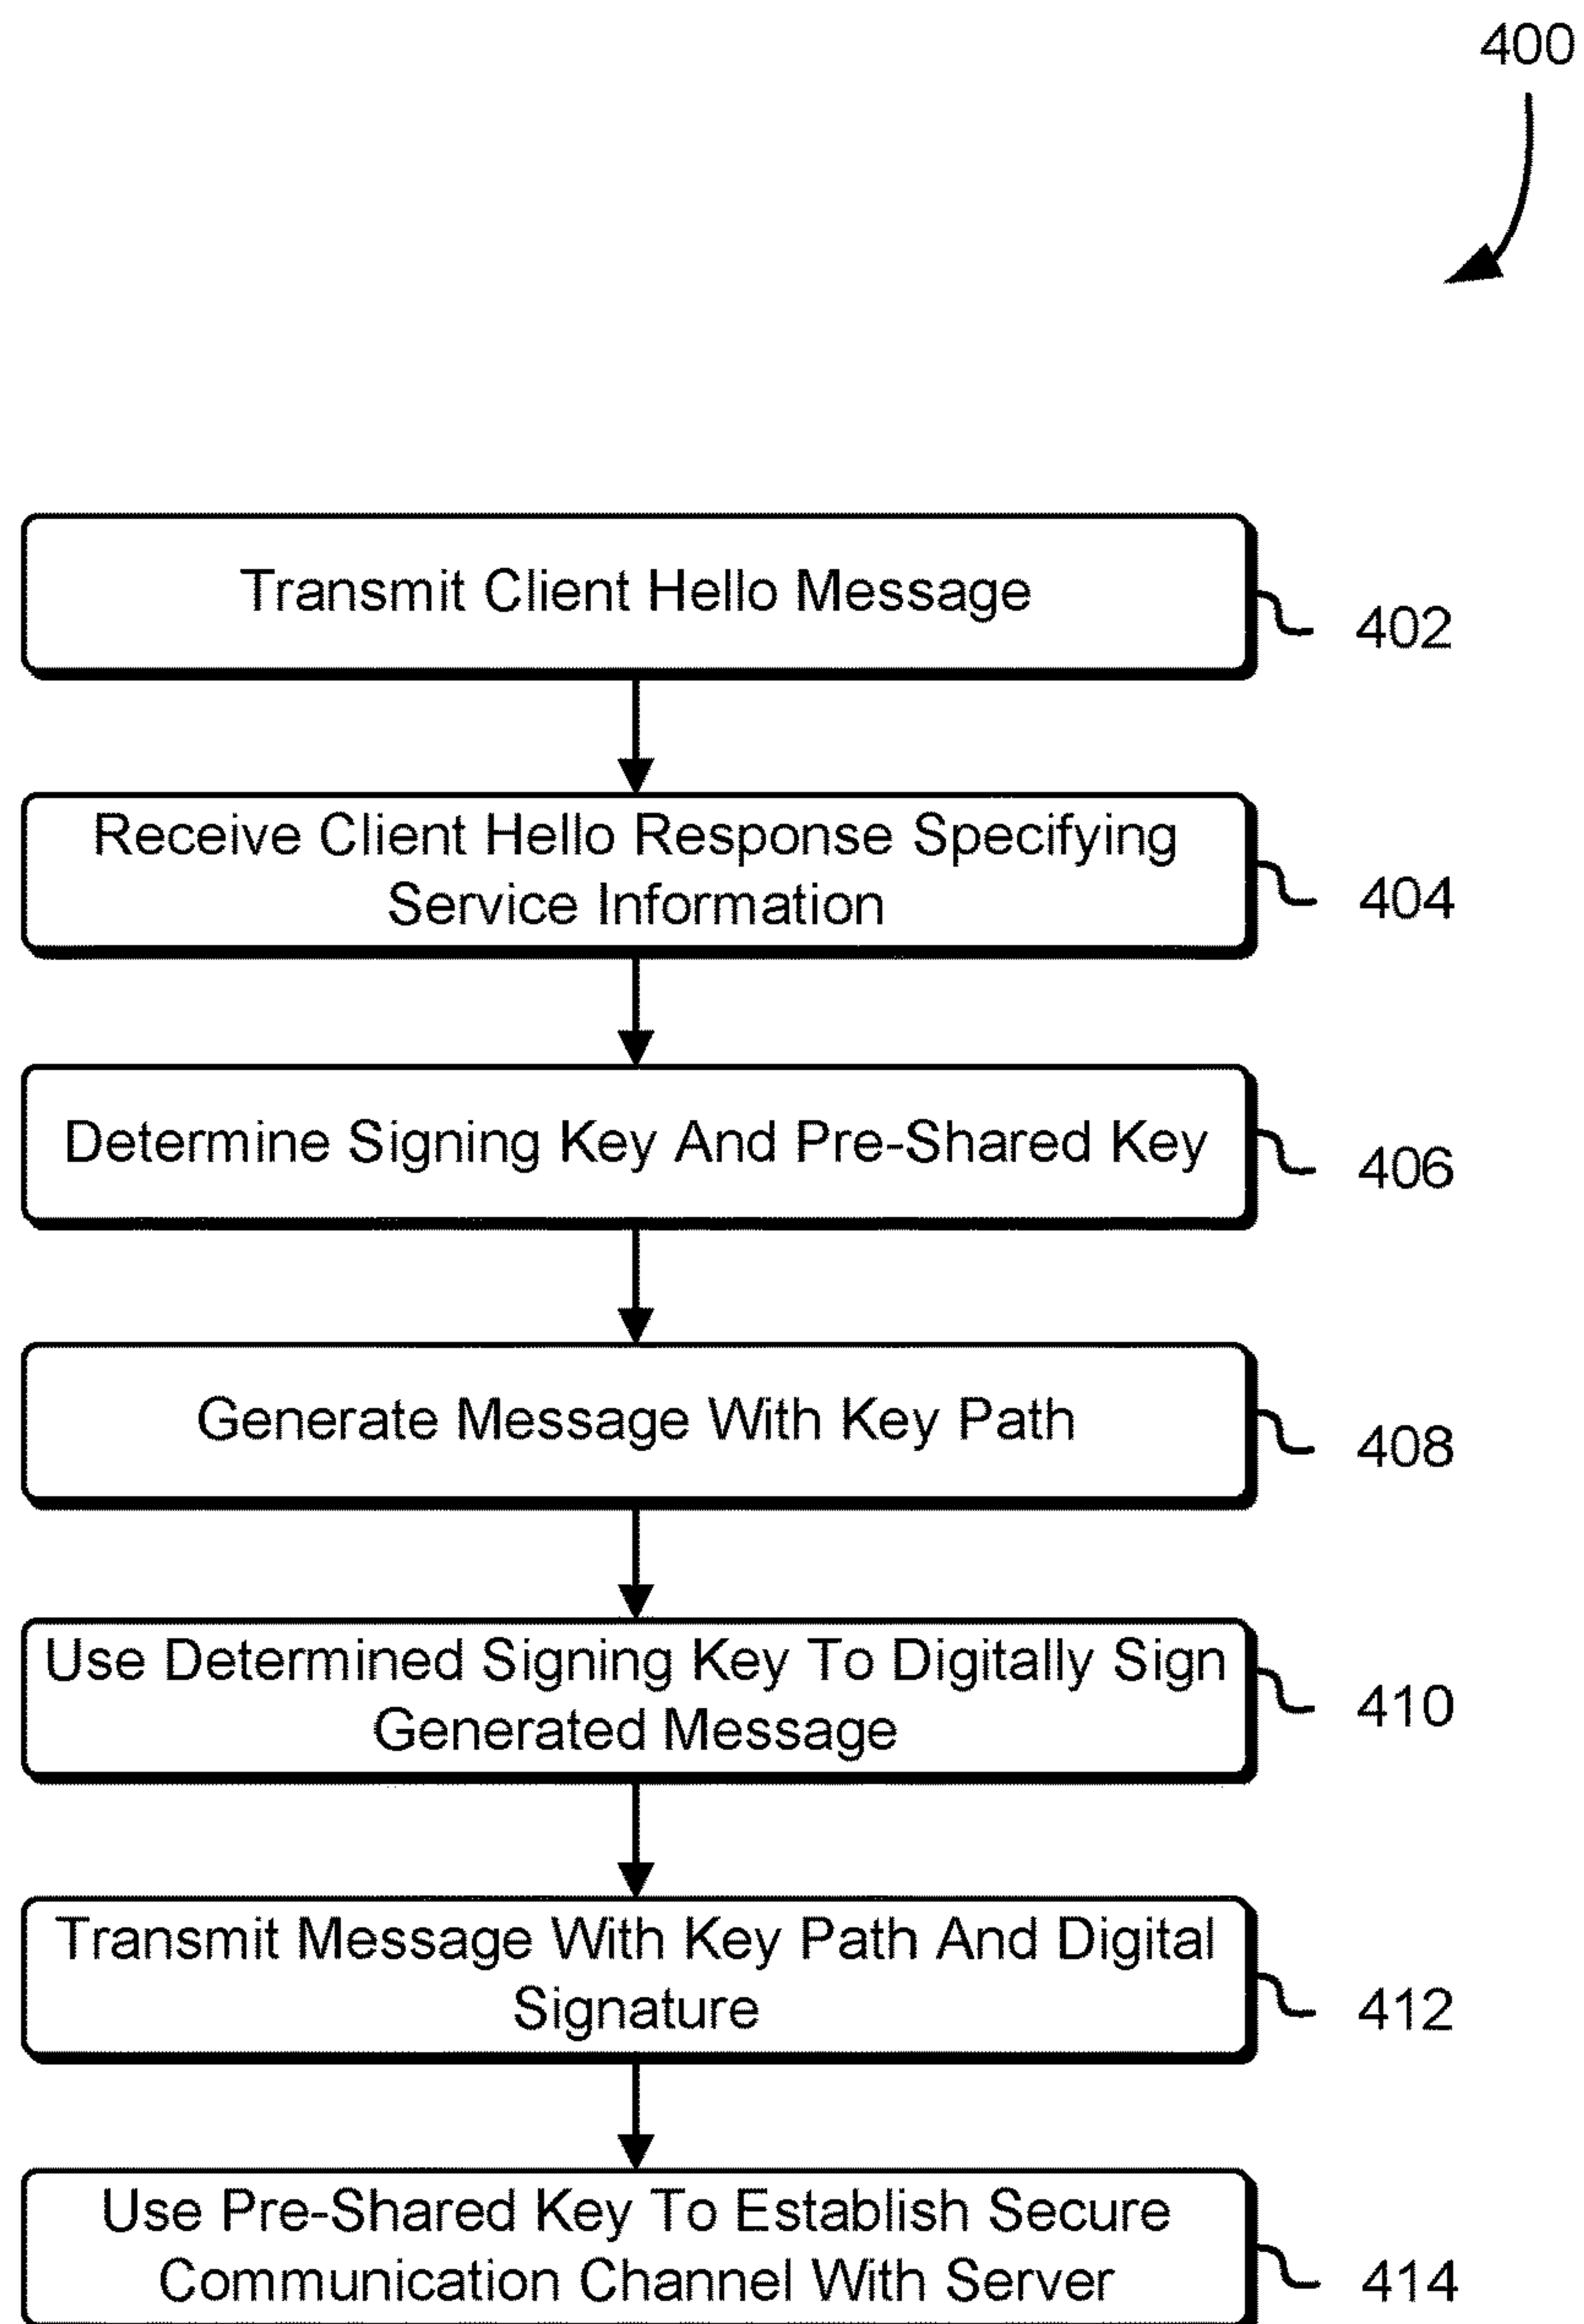 400
Transmit Client Hello Message
402
Receive Client Hello Response Specifying
Service Information
404
Determine Signing Key And Pre-Shared Key
406
Generate Message With Key Path
408
Use Determined Signing Key To Digitally Sign
Generated Message
410
Transmit Message With Key Path And Digital
Signature
412
Use Pre-Shared Key To Establish Secure
Communication Channel With Server
414